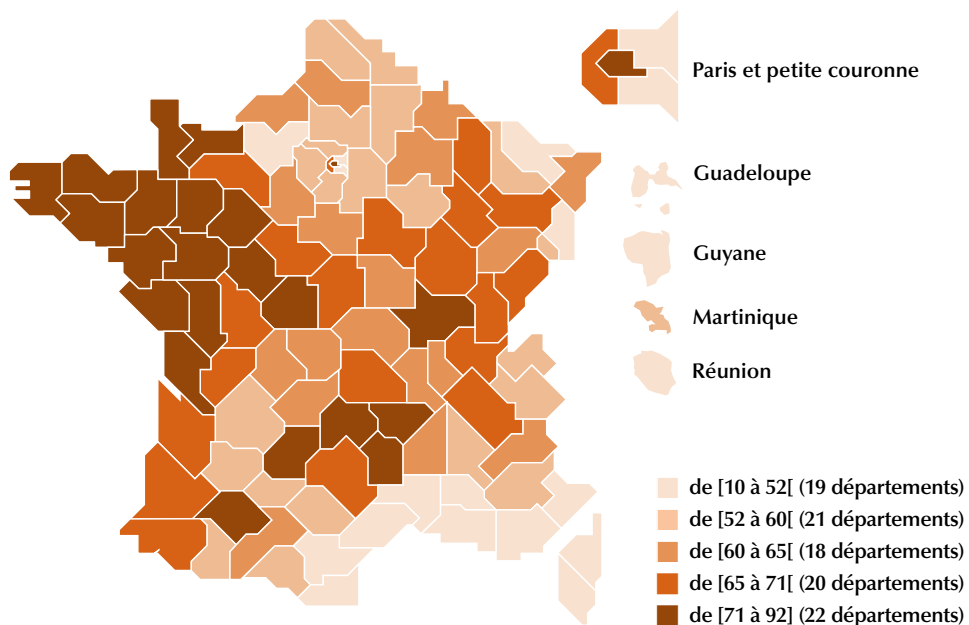 Paris et petite couronne
Guadeloupe
Guyane
Martinique
Réunion
de [10 à 52[ (19 départements)
de [52 à 60[ (21 départements)
de [60 à 65[ (18 départements)
de [65 à 71[ (20 départements)
de [71 à 92] (22 départements)